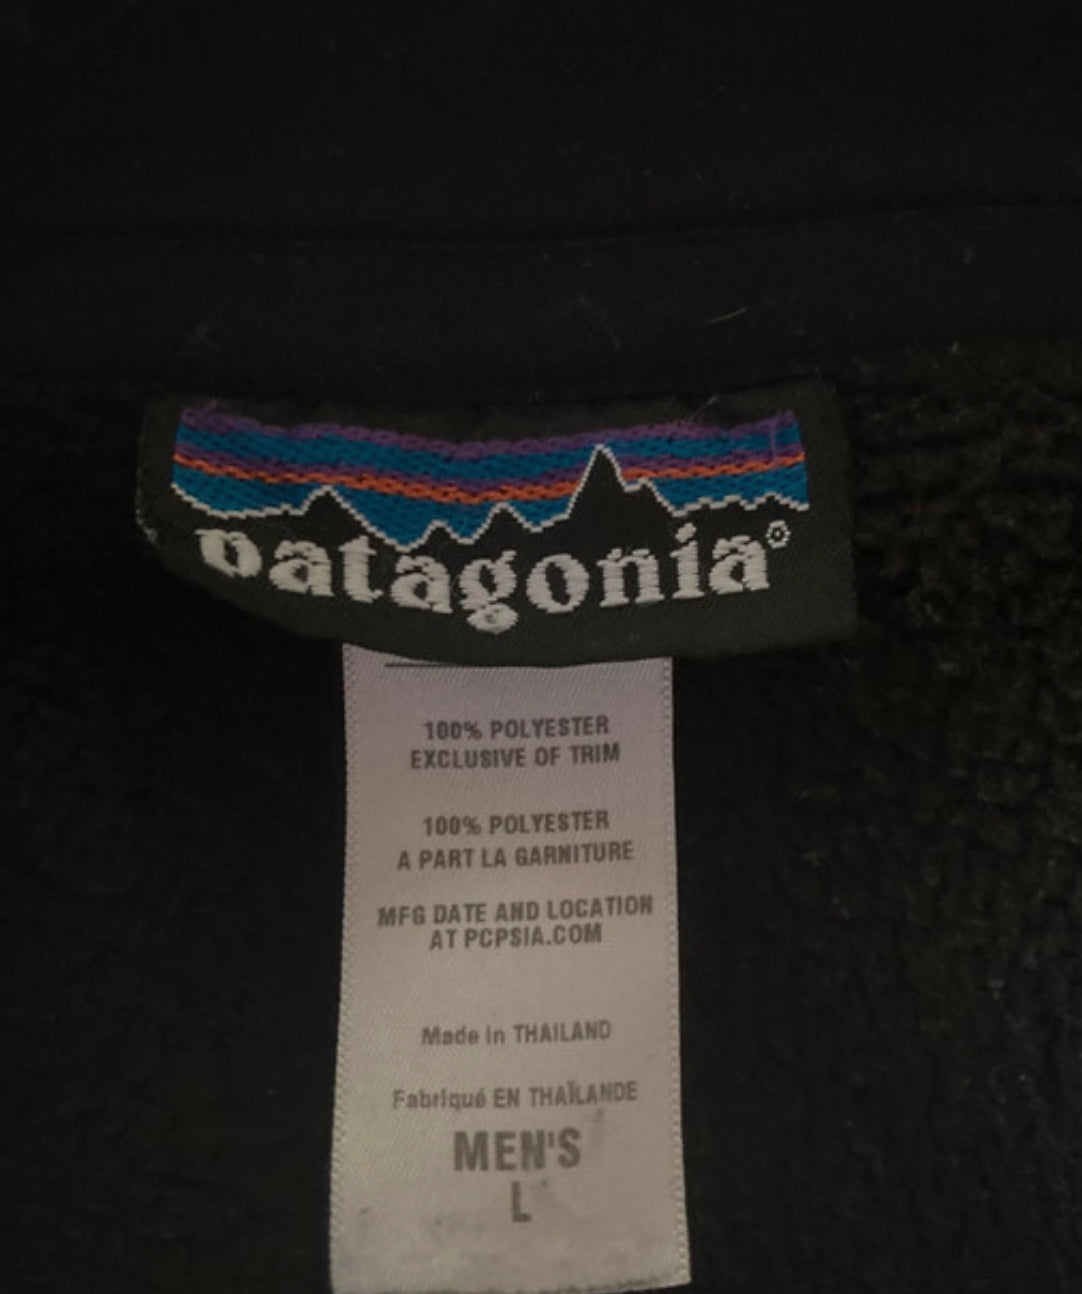 patagonia®
100% POLYESTER
EXCLUSIVE OF TRIM
100% POLYESTER
A PART LA GARNITURE
MFG DATE AND LOCATION
AT PCPSIA.COM
Made in THAILAND
Fabriqué EN THAÏLANDE
MEN'S
L